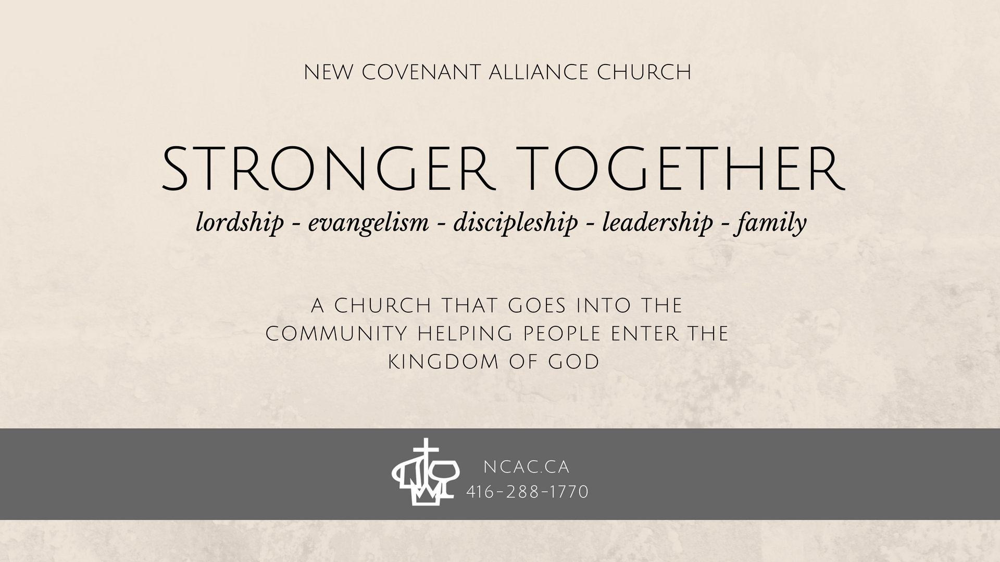 NEW COVENANT ALLIANCE CHURCH
STRONGER TOGETHER
lordship - evangelism - discipleship - leadership - family
A CHURCH THAT GOES INTO THE
COMMUNITY HELPING PEOPLE ENTER THE
KINGDOM OF GOD
NCAC.CA
416-288-1770